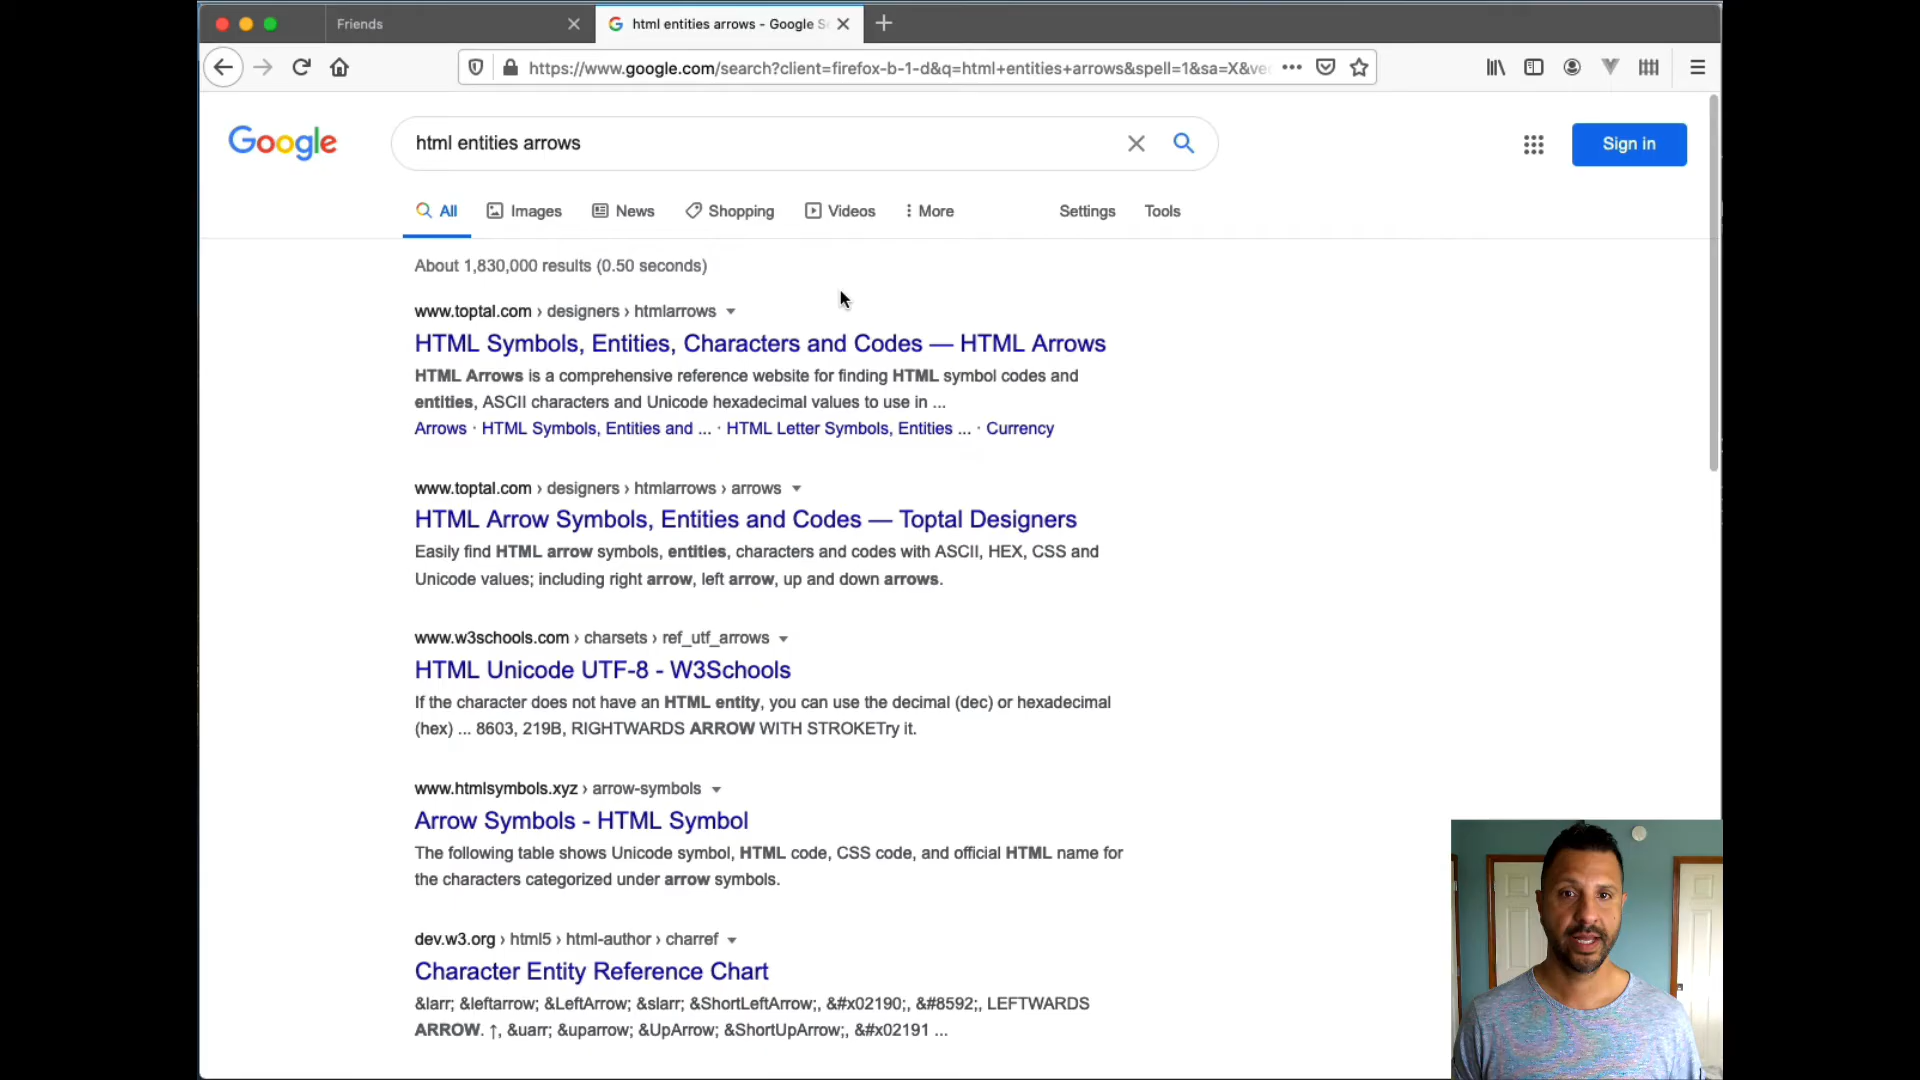 Friends
html entities arrows - Google S
https://www.google.com/search?client=firefox-b-1-d&q=html+entities+arrows&spell=1&sa=X&ve
Google
html entities arrows
Sign in
All Images News Shopping Videos More Settings Tools
About 1,830,000 results (0.50 seconds)
www.toptal.com › designers › htmlarrows
HTML Symbols, Entities, Characters and Codes — HTML Arrows
HTML Arrows is a comprehensive reference website for finding HTML symbol codes and
entities, ASCII characters and Unicode hexadecimal values to use in ...
Arrows · HTML Symbols, Entities and ... · HTML Letter Symbols, Entities ... · Currency
www.toptal.com › designers › htmlarrows › arrows
HTML Arrow Symbols, Entities and Codes — Toptal Designers
Easily find HTML arrow symbols, entities, characters and codes with ASCII, HEX, CSS and
Unicode values; including right arrow, left arrow, up and down arrows.
www.w3schools.com › charsets › ref_utf_arrows
HTML Unicode UTF-8 - W3Schools
If the character does not have an HTML entity, you can use the decimal (dec) or hexadecimal
(hex) ... 8603, 219B, RIGHTWARDS ARROW WITH STROKETry it.
www.htmlsymbols.xyz › arrow-symbols
Arrow Symbols - HTML Symbol
The following table shows Unicode symbol, HTML code, CSS code, and official HTML name for
the characters categorized under arrow symbols.
dev.w3.org › html5 › html-author › charref
Character Entity Reference Chart
&larr; &leftarrow; &LeftArrow; &slarr; &ShortLeftArrow;, &#x02190;, &#8592;, LEFTWARDS
ARROW. ↑, &uarr; &uparrow; &UpArrow; &ShortUpArrow;, &#x02191 ...